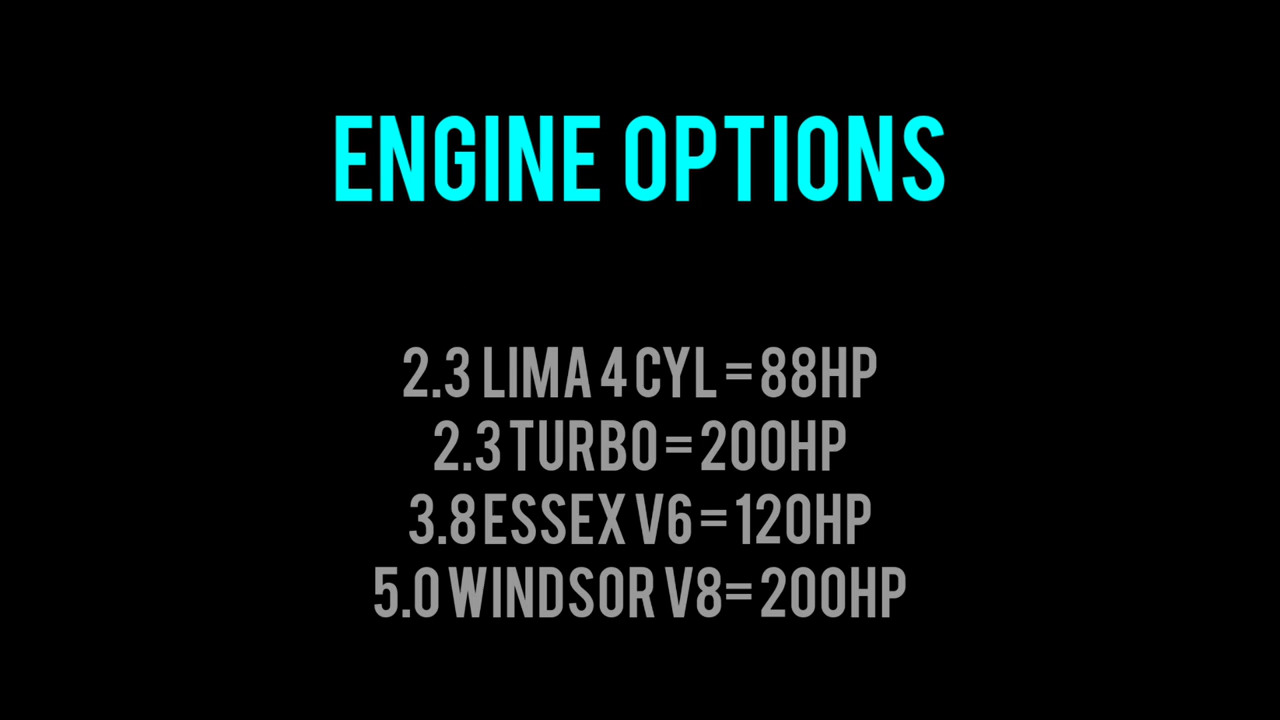 ENGINE OPTIONS
2.3 LIMA 4 CYL = 88HP
2.3 TURBO = 200HP
3.8 ESSEX V6 = 120HP
5.0 WINDSOR V8= 200HP